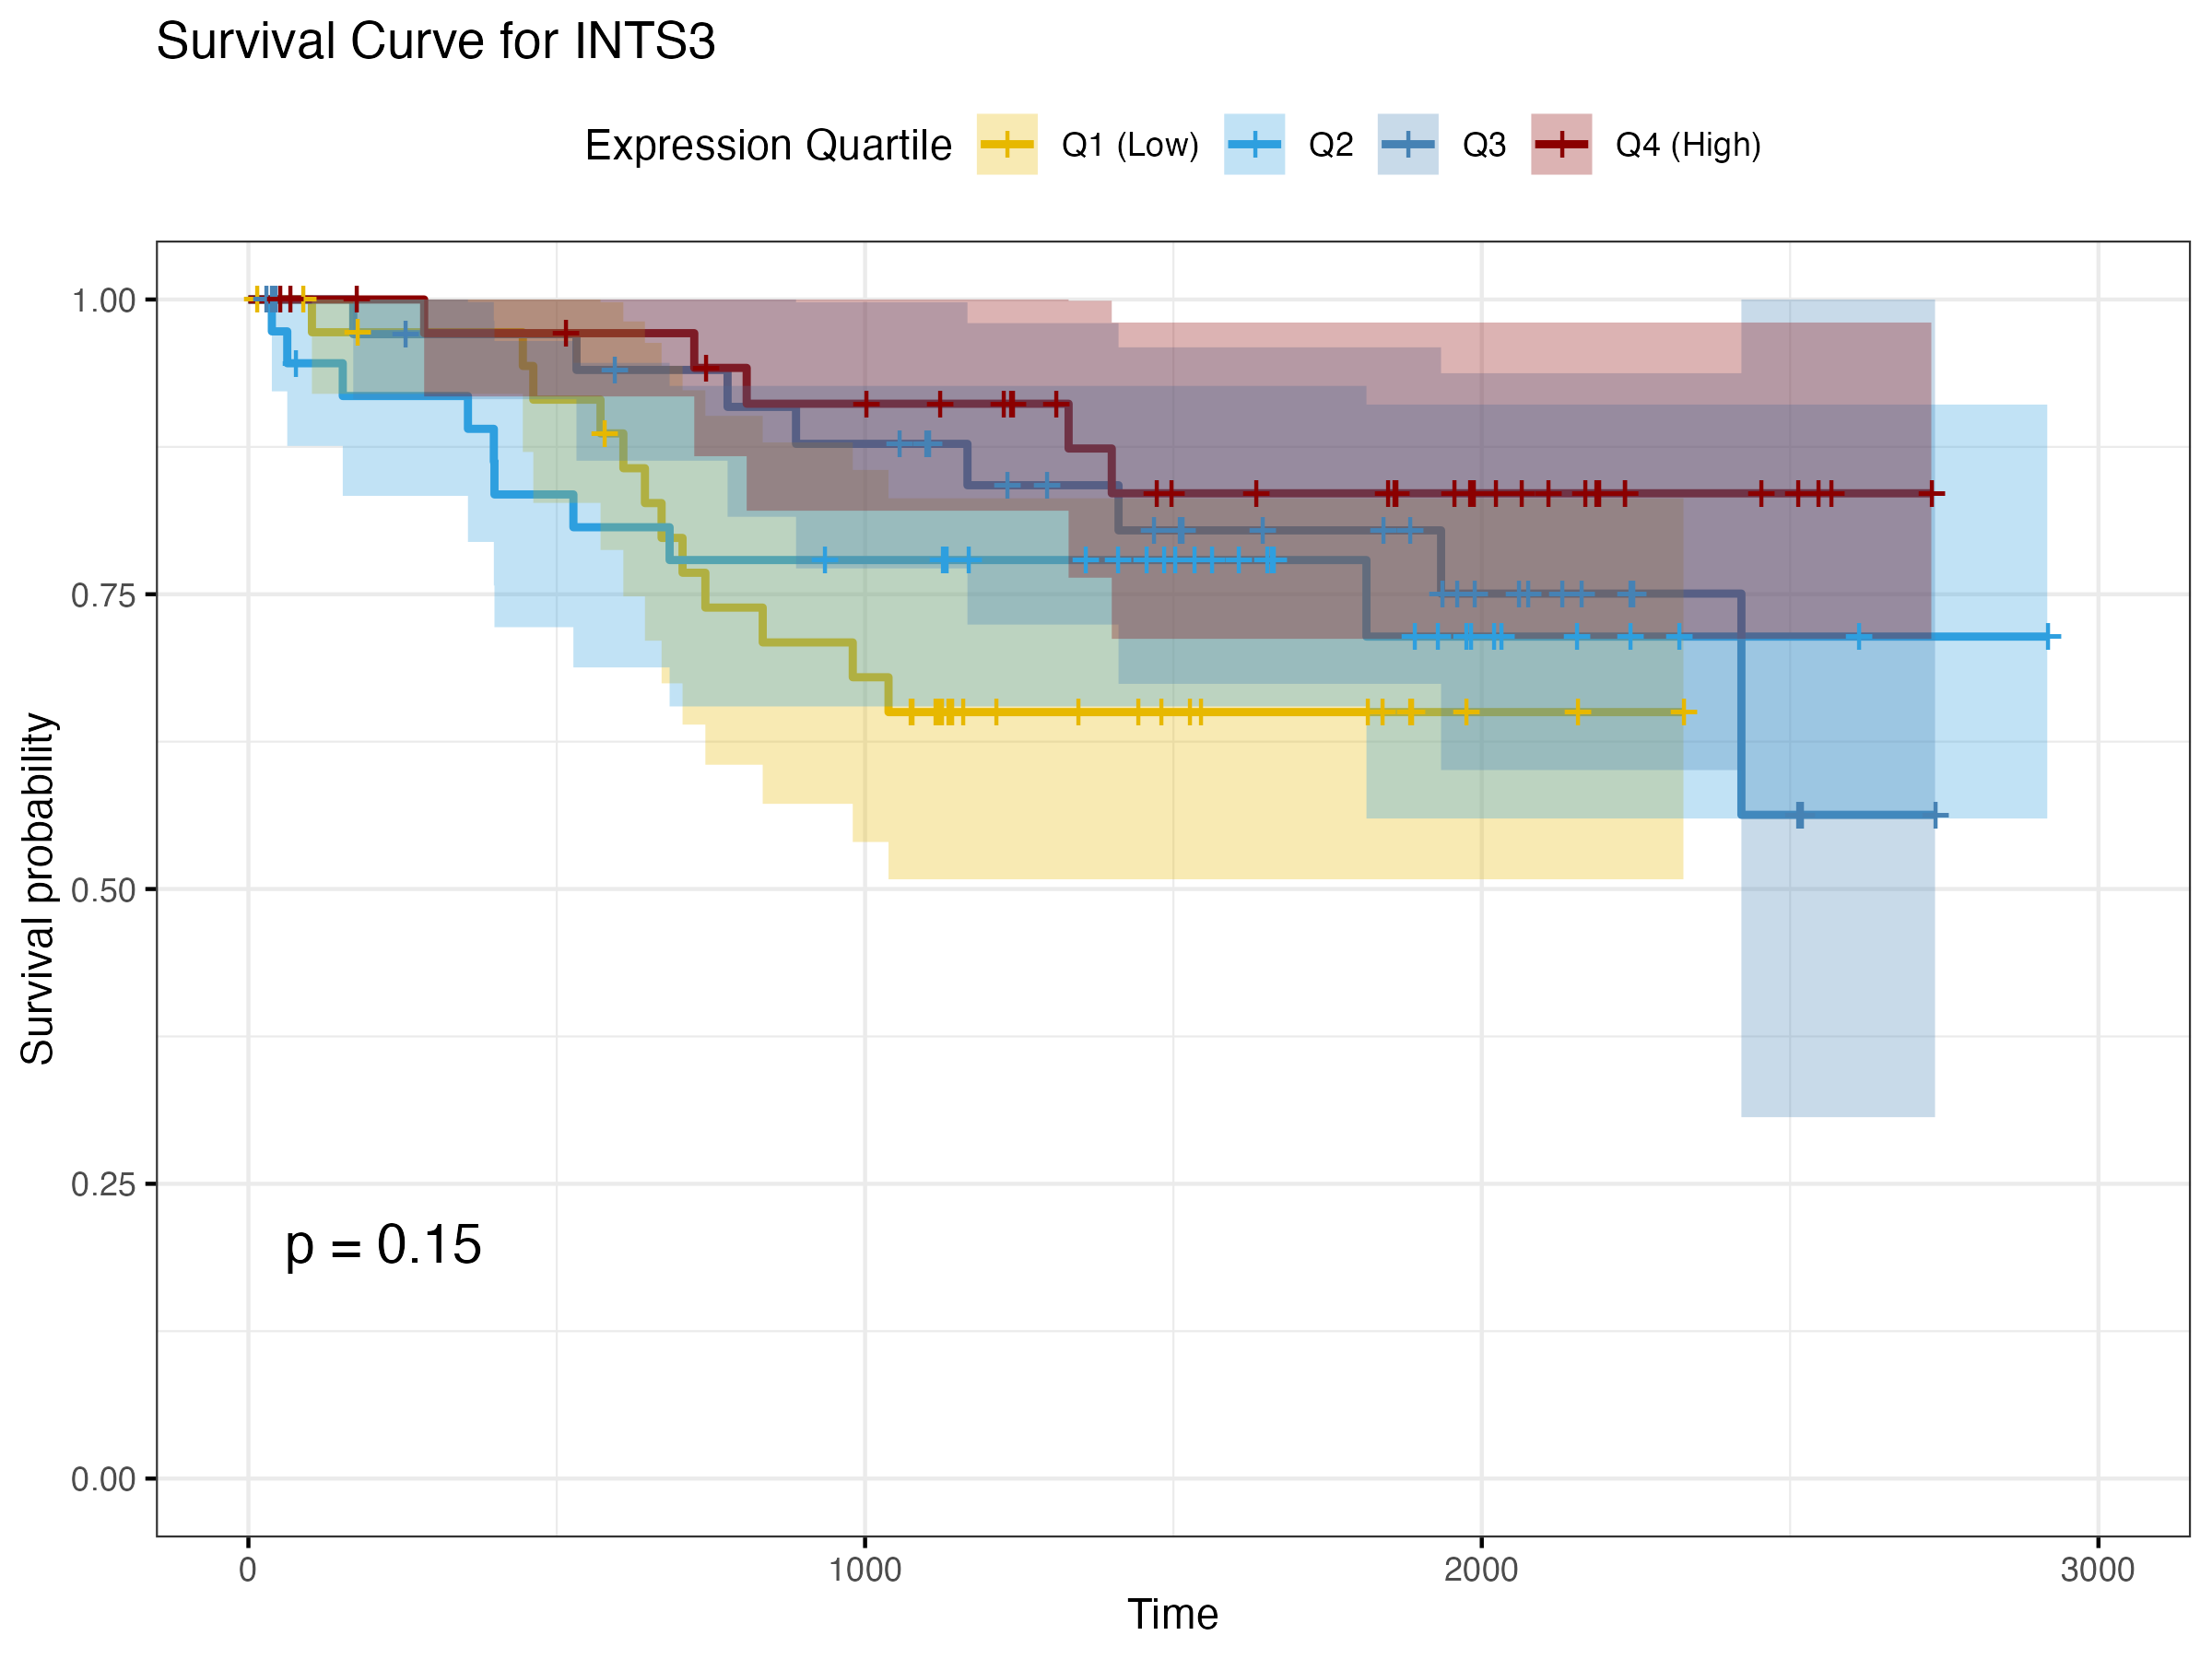 Survival Curve for INTS3
Expression Quartile Q1 (Low) Q2 Q3 Q4 (High)
1.00
0.75
0.50
0.25
0.00
Survival probability
p = 0.15
0 1000 2000 3000
Time